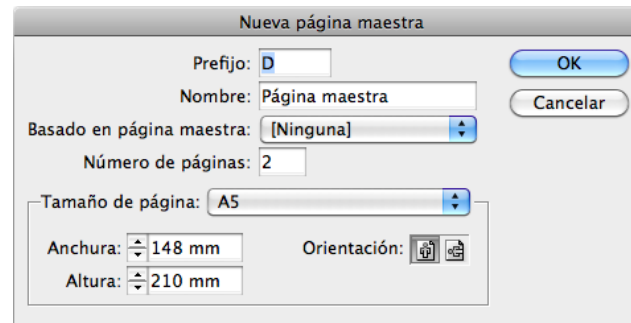 Nueva página maestra
Prefijo: D
OK
Nombre: Página maestra
Cancelar
Basado en página maestra: [Ninguna]
Número de páginas: 2
Tamaño de página: A5
Anchura: 148 mm
Orientación:
Altura: 210 mm